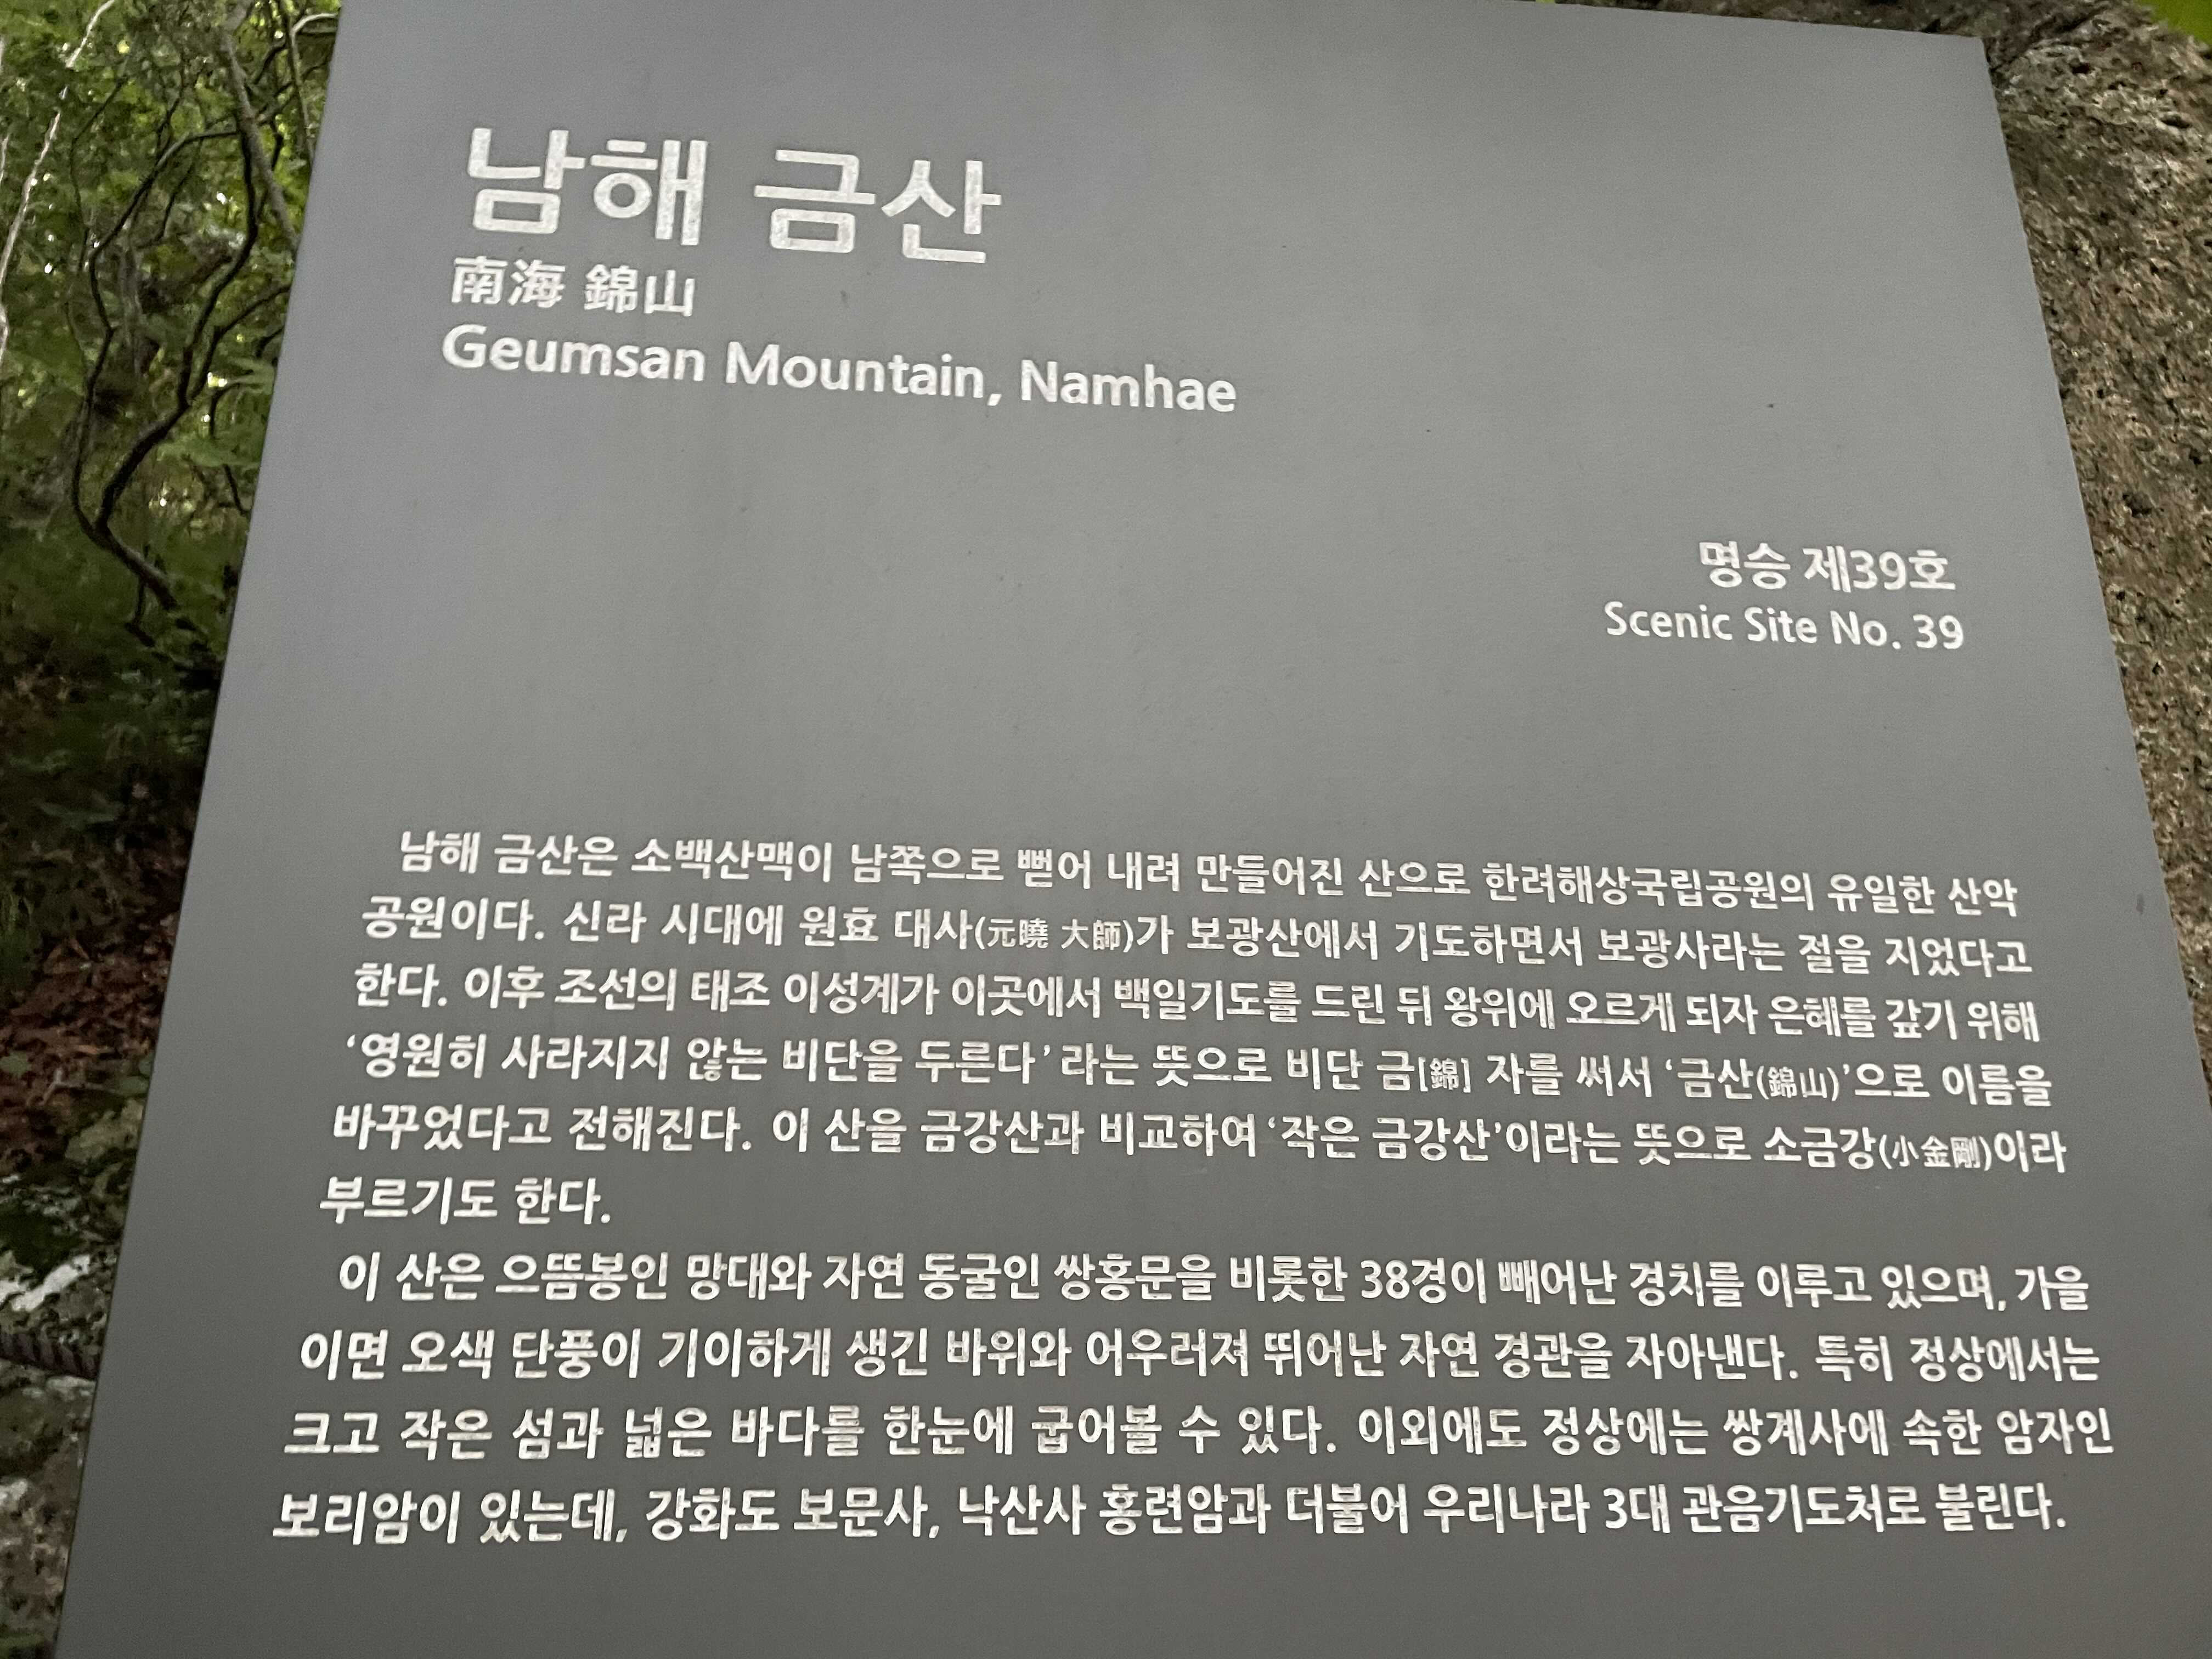 남해 금산
南海 錦山
Geumsan Mountain, Namhae
명승 제39호
Scenic Site No. 39
남해 금산은 소백산맥이 남쪽으로 뻗어 내려 만들어진 산으로 한려해상국립공원의 유일한 산악
공원이다. 신라 시대에 원효 대사(元曉 大師)가 보광산에서 기도하면서 보광사라는 절을 지었다고
한다. 이후 조선의 태조 이성계가 이곳에서 백일기도를 드린 뒤 왕위에 오르게 되자 은혜를 갚기 위해
‘영원히 사라지지 않는 비단을 두른다’라는 뜻으로 비단 금[錦] 자를 써서 ‘금산(錦山)’으로 이름을
바꾸었다고 전해진다. 이 산을 금강산과 비교하여 ‘작은 금강산’이라는 뜻으로 소금강(小金剛)이라
부르기도 한다.
이 산은 으뜸봉인 망대와 자연 동굴인 쌍홍문을 비롯한 38경이 빼어난 경치를 이루고 있으며, 가을
이면 오색 단풍이 기이하게 생긴 바위와 어우러져 뛰어난 자연 경관을 자아낸다. 특히 정상에서는
크고 작은 섬과 넓은 바다를 한눈에 굽어볼 수 있다. 이외에도 정상에는 쌍계사에 속한 암자인
보리암이 있는데, 강화도 보문사, 낙산사 홍련암과 더불어 우리나라 3대 관음기도처로 불린다.